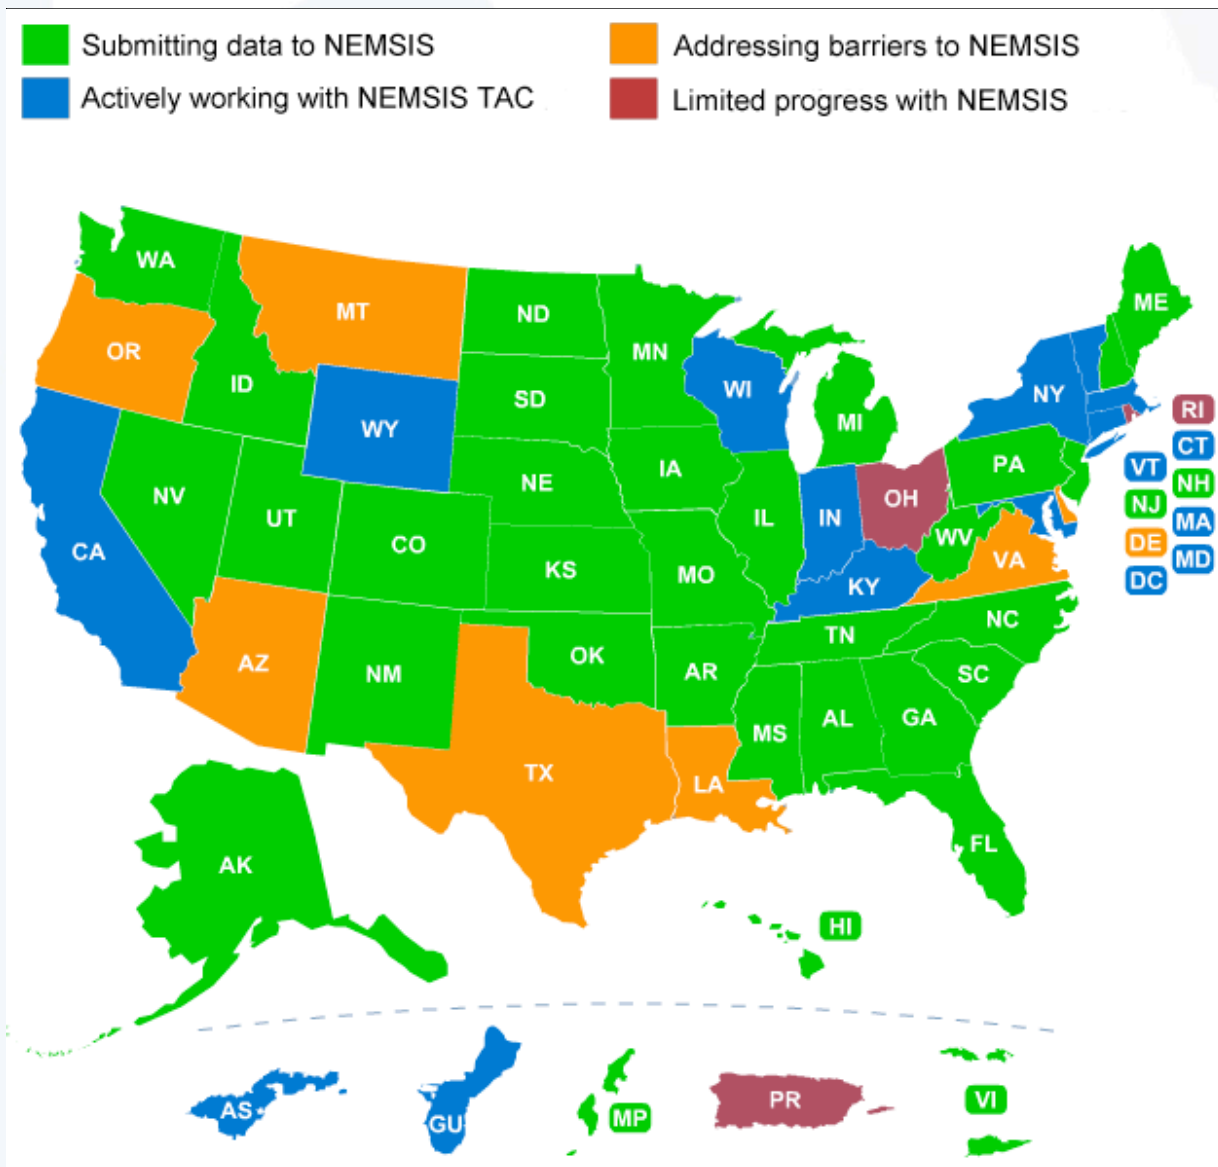 Submitting data to NEMSIS
Addressing barriers to NEMSIS
Actively working with NEMSIS TAC
Limited progress with NEMSIS
WA
MT
ND
ME
OR
MN
ID
SD
WI
NY
RI
MI
WY
CT
IA
PA
VT
NE
NH
NV
OH
NJ
UT
IL
IN
MA
CO
WV
DE
CA
VA
MD
KS
MO
KY
DC
NC
TN
OK
AZ
AR
NM
SC
GA
AL
MS
TX
LA
FL
AK
HI
PR
VI
AS
MP
GU